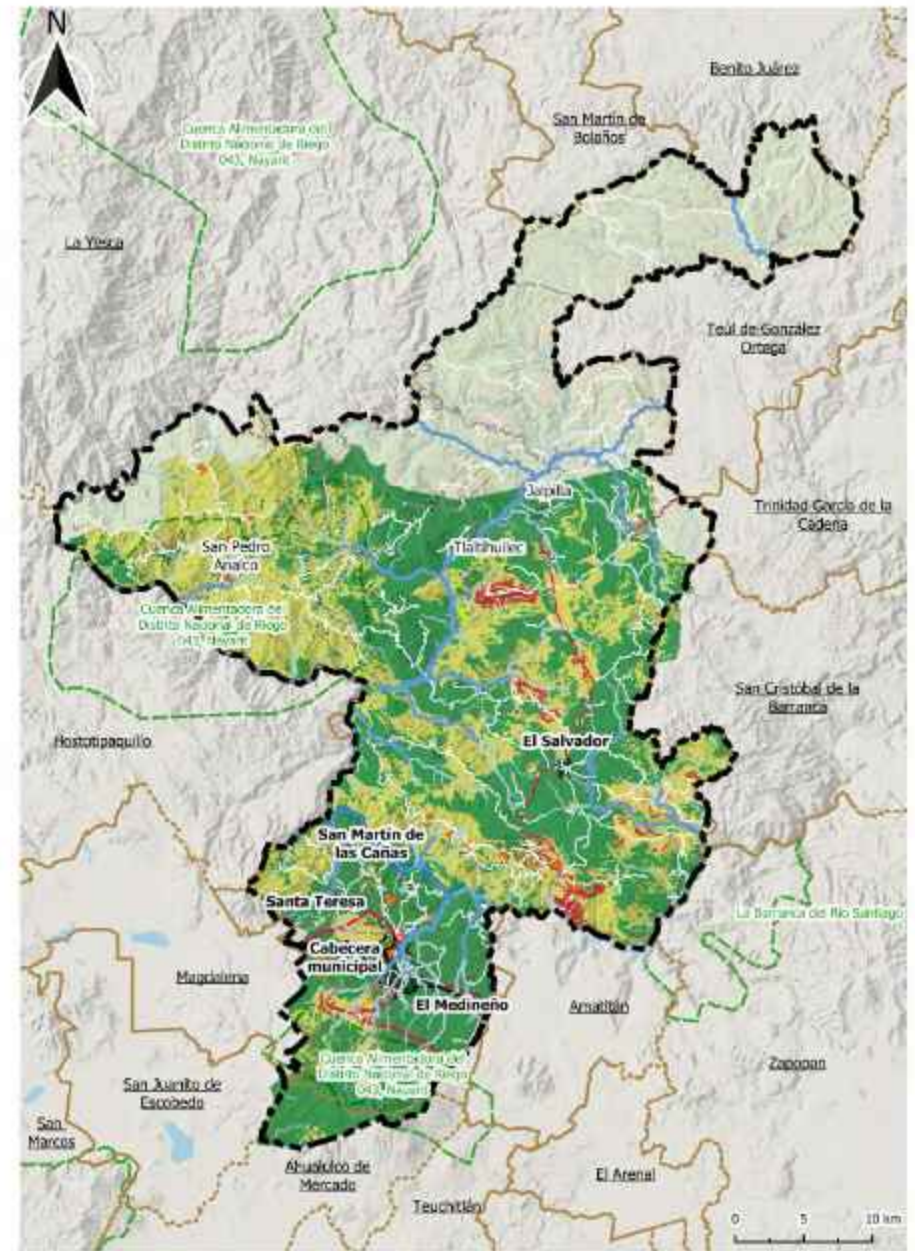 N
Benito Juárez
San Martín de
Bolaños
Cuenca Alimentadora del
Distrito Nacional de Riego
043, Nayarit
La Yesca
Teúl de González
Ortega
Jalpilla
Trinidad García de la
Cadena
San Pedro
Analco
Tlaltihuilec
Cuenca Alimentadora del
Distrito Nacional de Riego
043, Nayarit
San Cristóbal de la
Barranca
Hostotipaquillo
El Salvador
San Martín de
las Cañas
Santa Teresa
La Barranca del Río Santiago
Cabecera
municipal
Magdalena
El Medineño
Amatitán
Cuenca Alimentadora del
Distrito Nacional de Riego
043, Nayarit
Zapopan
San Juanito de
Escobedo
San
Marcos
Ahualulco de
Mercado
El Arenal
Teuchitlán
0 5 10 km